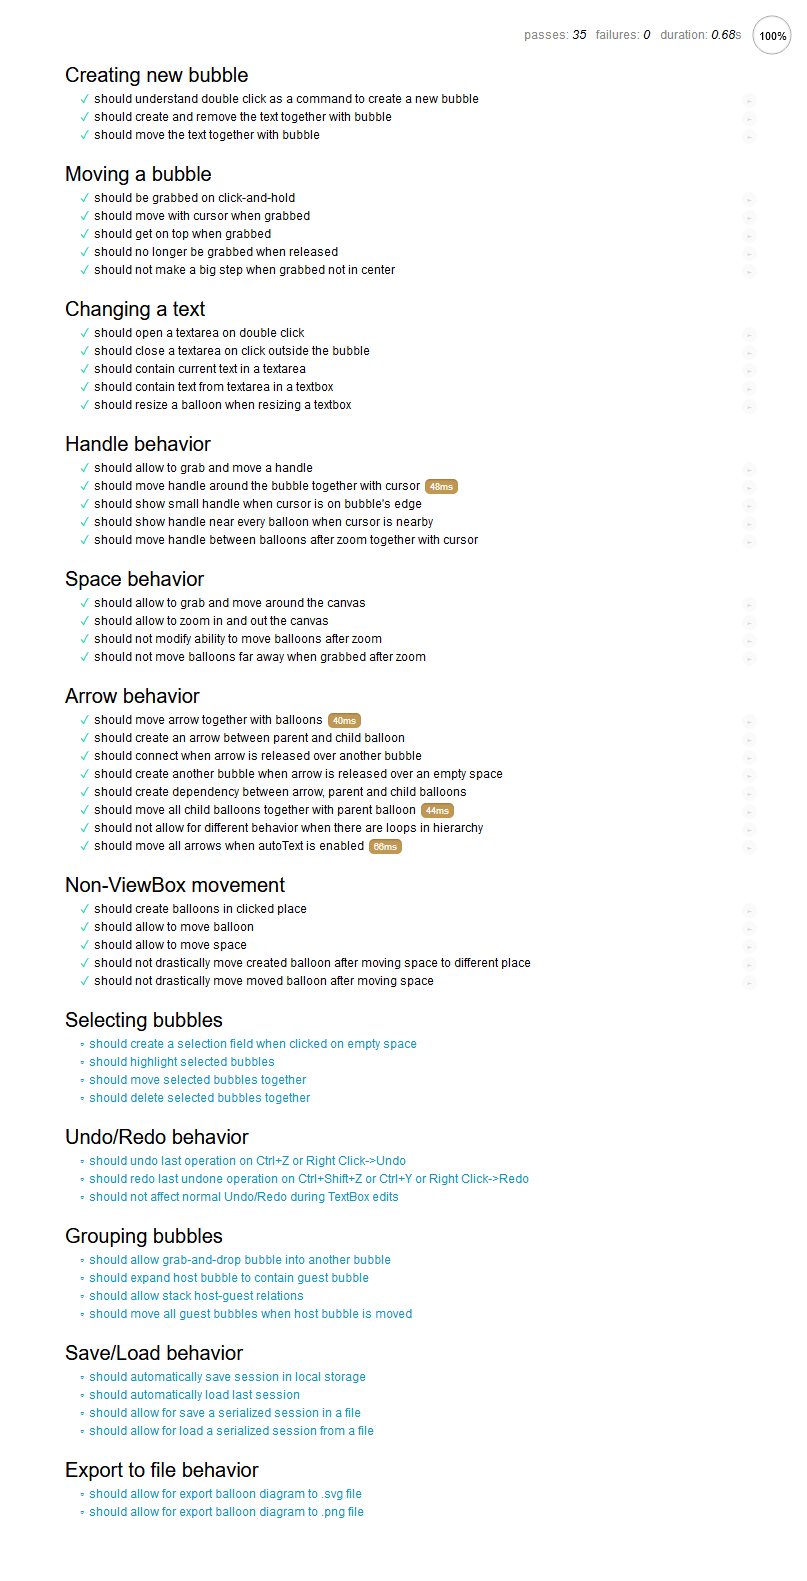 passes: 35 failures: 0 duration: 0.68s 100%
Creating new bubble
✓ should understand double click as a command to create a new bubble
✓ should create and remove the text together with bubble
✓ should move the text together with bubble
Moving a bubble
✓ should be grabbed on click-and-hold
✓ should move with cursor when grabbed
✓ should get on top when grabbed
✓ should no longer be grabbed when released
✓ should not make a big step when grabbed not in center
Changing a text
✓ should open a textarea on double click
✓ should close a textarea on click outside the bubble
✓ should contain current text in a textarea
✓ should contain text from textarea in a textbox
✓ should resize a balloon when resizing a textbox
Handle behavior
✓ should allow to grab and move a handle
✓ should move handle around the bubble together with cursor 48ms
✓ should show small handle when cursor is on bubble's edge
✓ should show handle near every balloon when cursor is nearby
✓ should move handle between balloons after zoom together with cursor
Space behavior
✓ should allow to grab and move around the canvas
✓ should allow to zoom in and out the canvas
✓ should not modify ability to move balloons after zoom
✓ should not move balloons far away when grabbed after zoom
Arrow behavior
✓ should move arrow together with balloons 40ms
✓ should create an arrow between parent and child balloon
✓ should connect when arrow is released over another bubble
✓ should create another bubble when arrow is released over an empty space
✓ should create dependency between arrow, parent and child balloons
✓ should move all child balloons together with parent balloon 44ms
✓ should not allow for different behavior when there are loops in hierarchy
✓ should move all arrows when autoText is enabled 66ms
Non-ViewBox movement
✓ should create balloons in clicked place
✓ should allow to move balloon
✓ should allow to move space
✓ should not drastically move created balloon after moving space to different place
✓ should not drastically move moved balloon after moving space
Selecting bubbles
should create a selection field when clicked on empty space
should highlight selected bubbles
should move selected bubbles together
should delete selected bubbles together
Undo/Redo behavior
should undo last operation on Ctrl+Z or Right Click->Undo
should redo last undone operation on Ctrl+Shift+Z or Ctrl+Y or Right Click->Redo
should not affect normal Undo/Redo during TextBox edits
Grouping bubbles
should allow grab-and-drop bubble into another bubble
should expand host bubble to contain guest bubble
should allow stack host-guest relations
should move all guest bubbles when host bubble is moved
Save/Load behavior
should automatically save session in local storage
should automatically load last session
should allow for save a serialized session in a file
should allow for load a serialized session from a file
Export to file behavior
should allow for export balloon diagram to .svg file
should allow for export balloon diagram to .png file